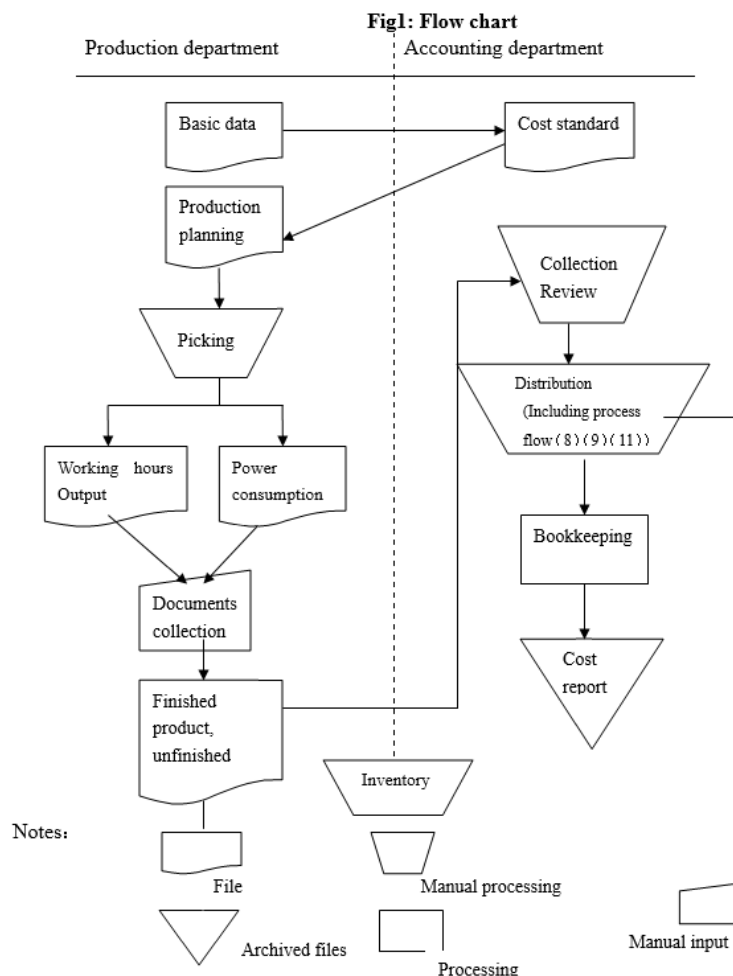 Fig1: Flow chart
Production department
Accounting department
Basic data
Cost standard
Production
planning
Collection
Review
Picking
Distribution
(Including process
flow(8)(9)(11))
Working hours
Output
Power
consumption
Bookkeeping
Documents
collection
Cost
report
Finished
product,
unfinished
Inventory
Notes:
File
Manual processing
Manual input
Archived files
Processing